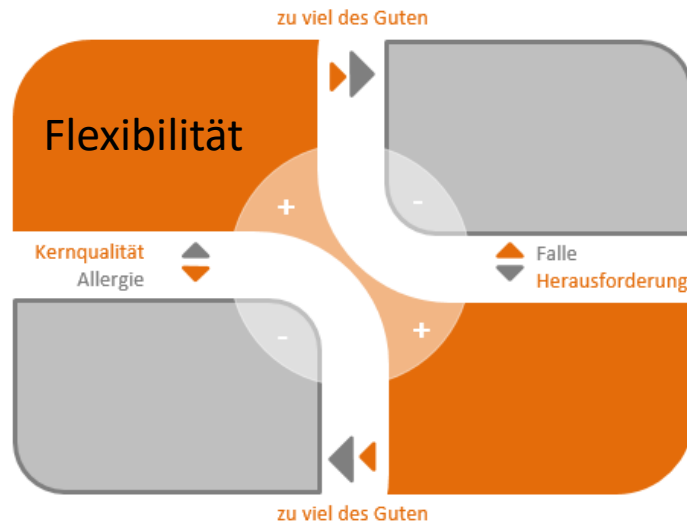 zu viel des Guten
Flexibilität
+
-
Kernqualität
Allergie
Falle
Herausforderung
-
+
zu viel des Guten